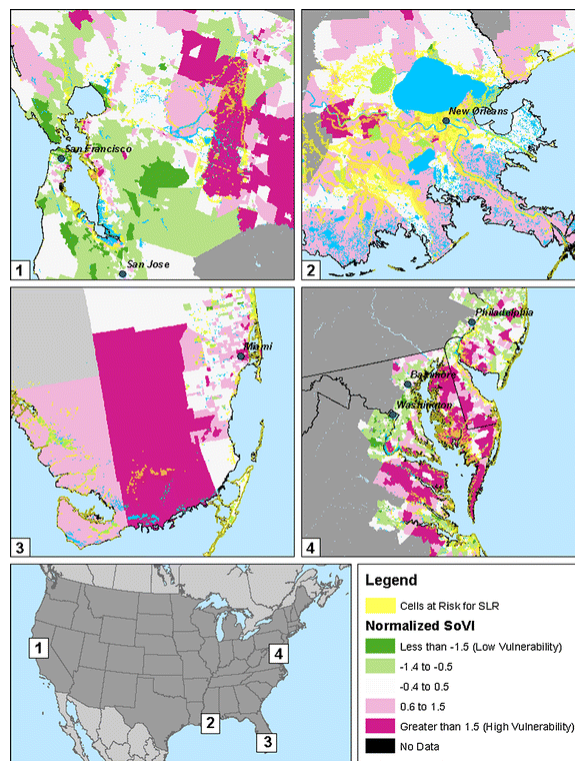 San Francisco
San Jose
1
New Orleans
2
Miami
3
Philadelphia
Baltimore
Washington
4
1
2
3
4
Legend
Cells at Risk for SLR
Normalized SoVI
Less than -1.5 (Low Vulnerability)
-1.4 to -0.5
-0.4 to 0.5
0.6 to 1.5
Greater than 1.5 (High Vulnerability)
No Data